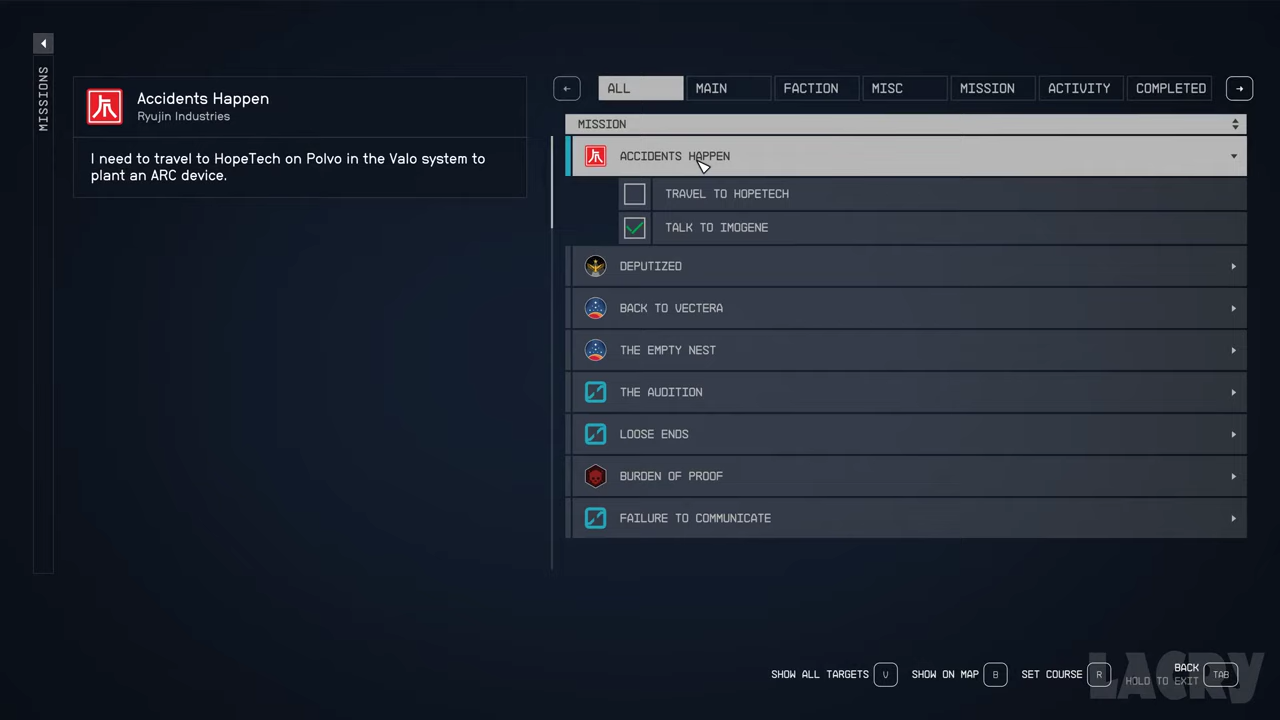 MISSIONS
Accidents Happen
Ryujin Industries
I need to travel to HopeTech on Polvo in the Valo system to
plant an ARC device.
ALL MAIN FACTION MISC MISSION ACTIVITY COMPLETED
MISSION
ACCIDENTS HAPPEN
TRAVEL TO HOPETECH
TALK TO IMOGENE
DEPUTIZED
BACK TO VECTERA
THE EMPTY NEST
THE AUDITION
LOOSE ENDS
BURDEN OF PROOF
FAILURE TO COMMUNICATE
SHOW ALL TARGETS V SHOW ON MAP B SET COURSE R BACK TAB
HOLD TO EXIT
LACRY